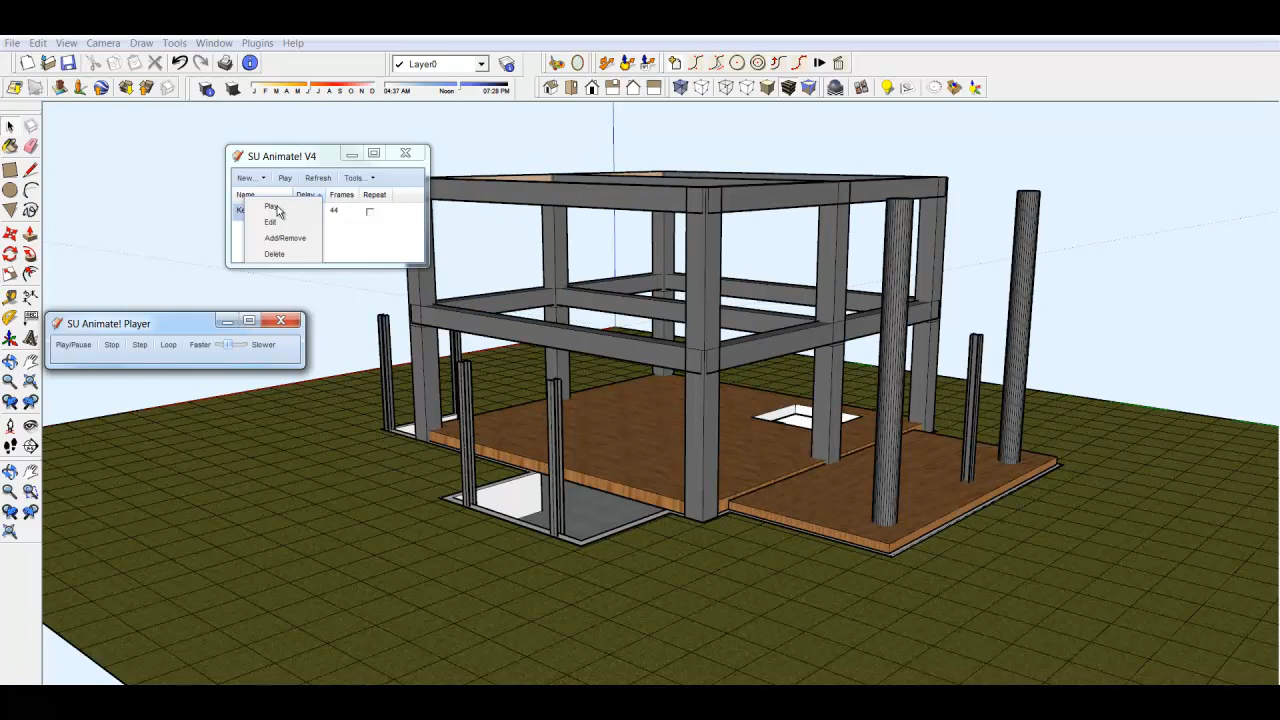 File Edit View Camera Draw Tools Window Plugins Help
Layer0
J F M A M J J A S O N D 04:37 AM Noon 07:28 PM
SU Animate! V4
New... Play Refresh Tools...
Name Delay Frames Repeat
Ke 44
Play
Edit
Add/Remove
Delete
SU Animate! Player
Play/Pause Stop Step Loop Faster Slower
ABC